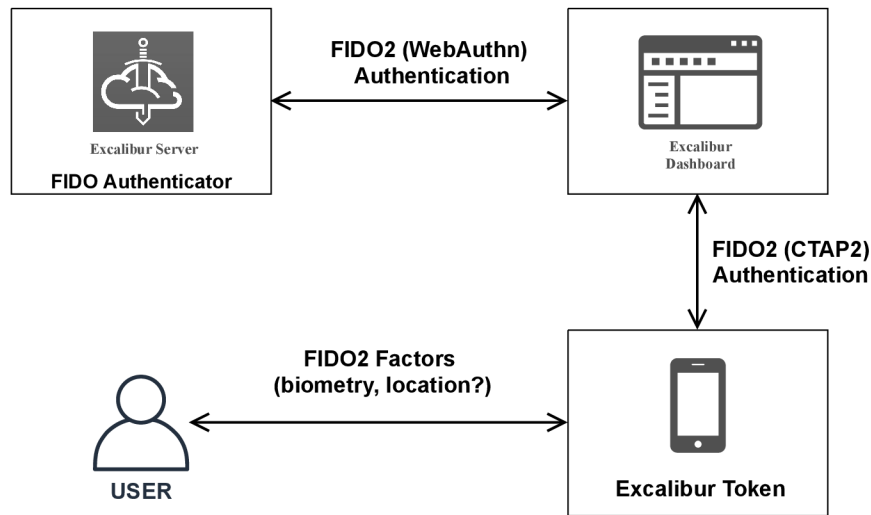 FIDO2 (WebAuthn)
Authentication
Excalibur Server
FIDO Authenticator
Excalibur
Dashboard
FIDO2 (CTAP2)
Authentication
FIDO2 Factors
(biometry, location?)
USER
Excalibur Token